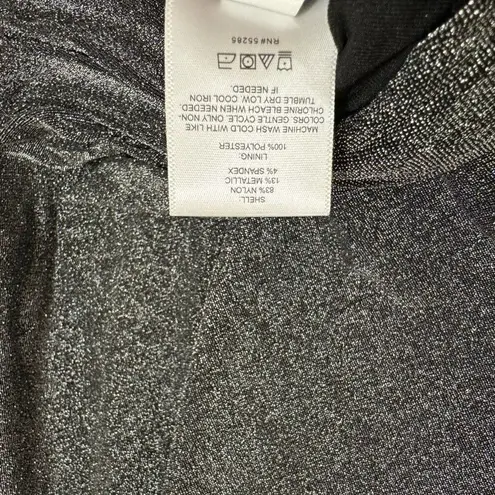 SHELL:
83% NYLON
13% METALLIC
4% SPANDEX
LINING:
100% POLYESTER
MACHINE WASH COLD WITH LIKE
COLORS. GENTLE CYCLE. ONLY NON-
CHLORINE BLEACH WHEN NEEDED.
TUMBLE DRY LOW. COOL IRON
IF NEEDED.
RN# 55285